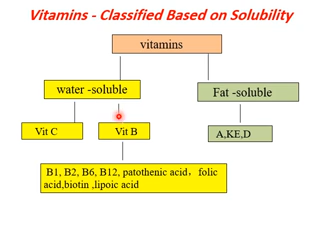 Vitamins - Classified Based on Solubility
vitamins
water -soluble
Fat -soluble
Vit C
Vit B
A,KE,D
B1, B2, B6, B12, patothenic acid，folic
acid,biotin ,lipoic acid